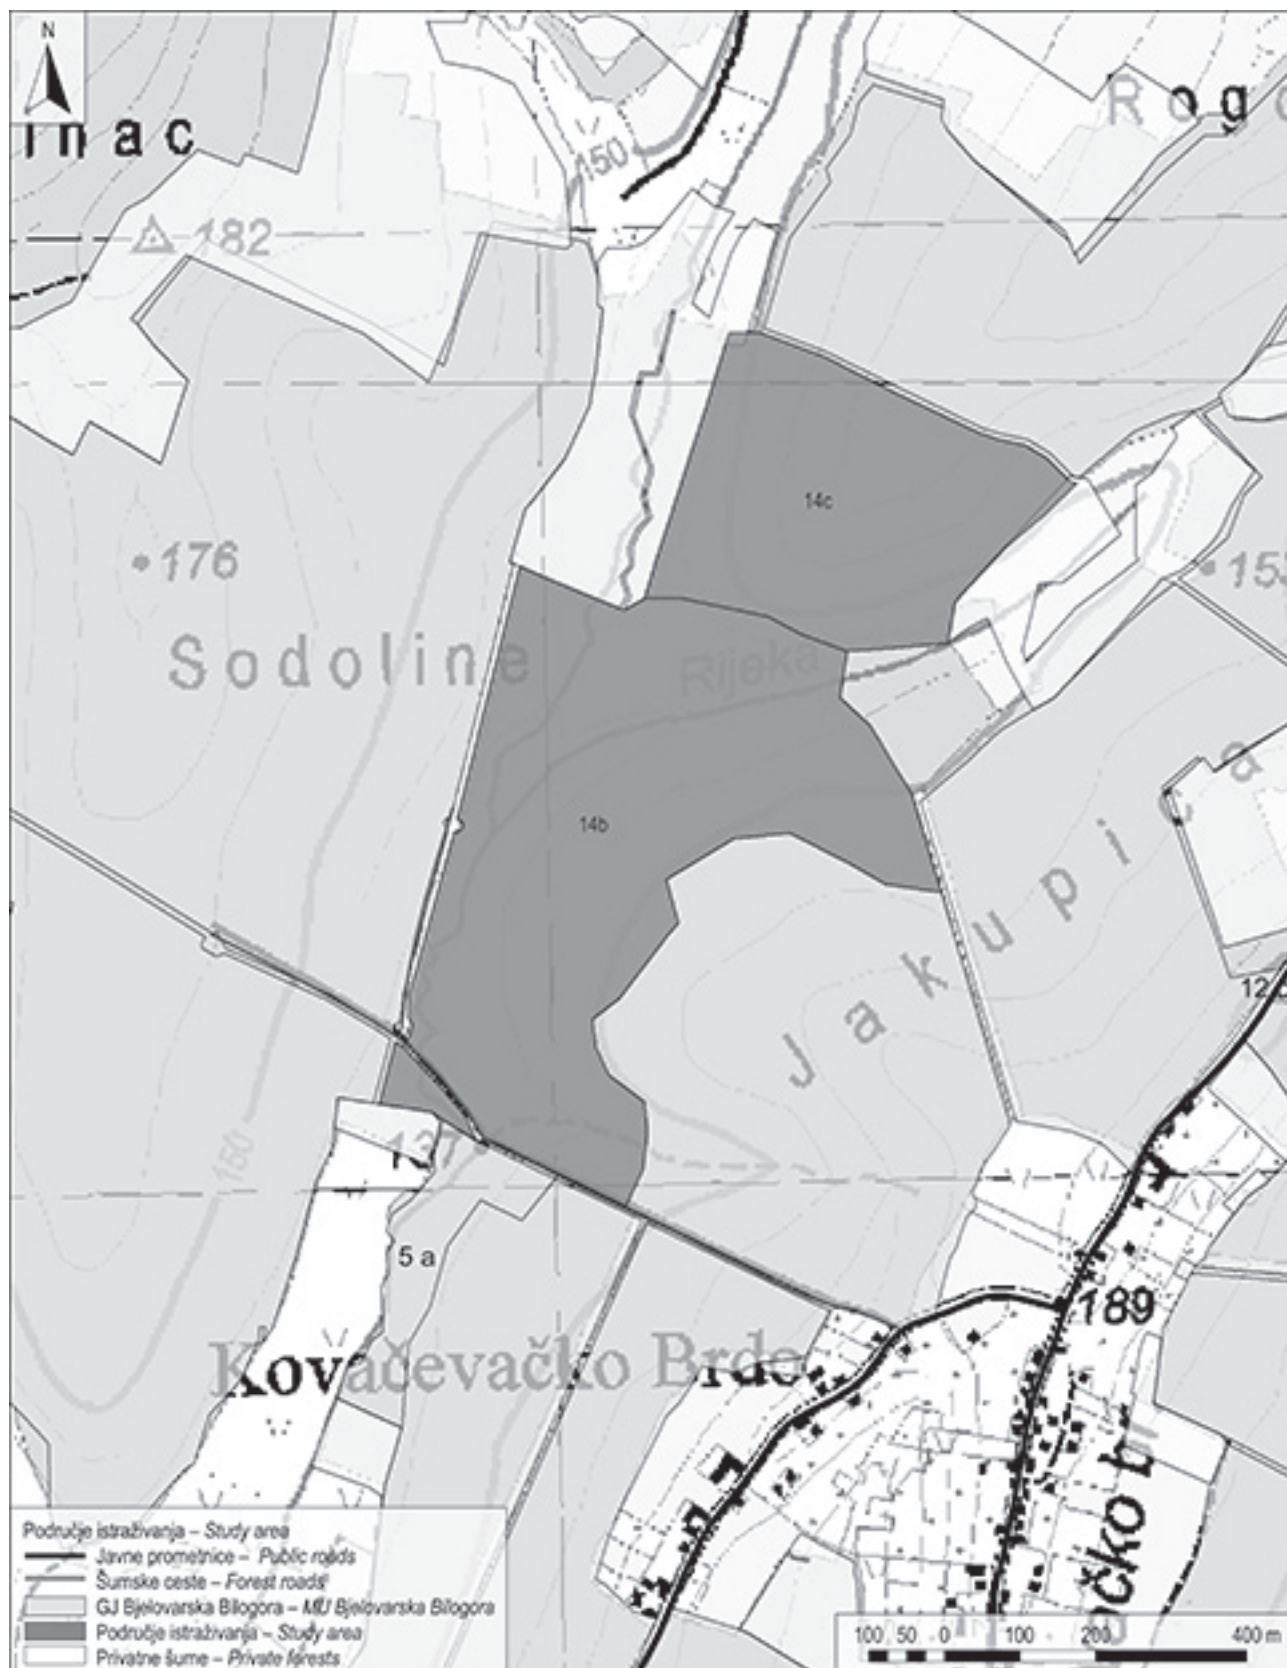 N
inac
Rog
150
182
14c
176
155
Sodoline
Rijeka
14b
Jakupica
12
137
150
5 a
189
Kovačevačko Brdo
Područje istraživanja – Study area
Javne prometnice – Public roads
Šumske ceste – Forest roads
GJ Bjelovarska Bilogora – MU Bjelovarska Bilogora
Područje istraživanja – Study area
Privatne šume – Private forests
100 50 0 100 200 400 m